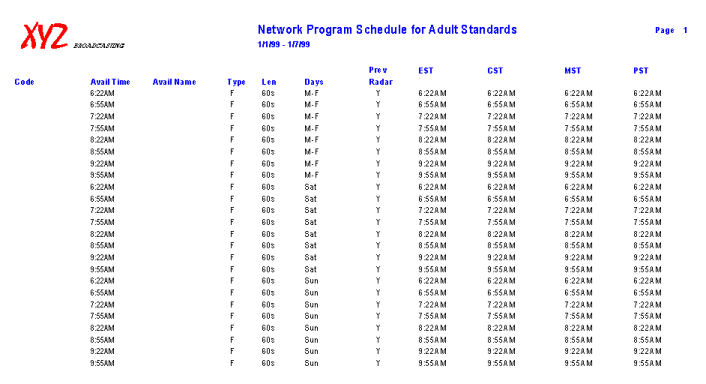 XYZ BROADCASTING
Network Program Schedule for Adult Standards Page 1
1/1/99 - 1/7/99
Prev EST CST MST PST
Code Avail Time Avail Name Type Len Days Radar
6:22AM F 60s M-F Y 6:22AM 6:22AM 6:22AM 6:22AM
6:55AM F 60s M-F Y 6:55AM 6:55AM 6:55AM 6:55AM
7:22AM F 60s M-F Y 7:22AM 7:22AM 7:22AM 7:22AM
7:55AM F 60s M-F Y 7:55AM 7:55AM 7:55AM 7:55AM
8:22AM F 60s M-F Y 8:22AM 8:22AM 8:22AM 8:22AM
8:55AM F 60s M-F Y 8:55AM 8:55AM 8:55AM 8:55AM
9:22AM F 60s M-F Y 9:22AM 9:22AM 9:22AM 9:22AM
9:55AM F 60s M-F Y 9:55AM 9:55AM 9:55AM 9:55AM
6:22AM F 60s Sat Y 6:22AM 6:22AM 6:22AM 6:22AM
6:55AM F 60s Sat Y 6:55AM 6:55AM 6:55AM 6:55AM
7:22AM F 60s Sat Y 7:22AM 7:22AM 7:22AM 7:22AM
7:55AM F 60s Sat Y 7:55AM 7:55AM 7:55AM 7:55AM
8:22AM F 60s Sat Y 8:22AM 8:22AM 8:22AM 8:22AM
8:55AM F 60s Sat Y 8:55AM 8:55AM 8:55AM 8:55AM
9:22AM F 60s Sat Y 9:22AM 9:22AM 9:22AM 9:22AM
9:55AM F 60s Sat Y 9:55AM 9:55AM 9:55AM 9:55AM
6:22AM F 60s Sun Y 6:22AM 6:22AM 6:22AM 6:22AM
6:55AM F 60s Sun Y 6:55AM 6:55AM 6:55AM 6:55AM
7:22AM F 60s Sun Y 7:22AM 7:22AM 7:22AM 7:22AM
7:55AM F 60s Sun Y 7:55AM 7:55AM 7:55AM 7:55AM
8:22AM F 60s Sun Y 8:22AM 8:22AM 8:22AM 8:22AM
8:55AM F 60s Sun Y 8:55AM 8:55AM 8:55AM 8:55AM
9:22AM F 60s Sun Y 9:22AM 9:22AM 9:22AM 9:22AM
9:55AM F 60s Sun Y 9:55AM 9:55AM 9:55AM 9:55AM